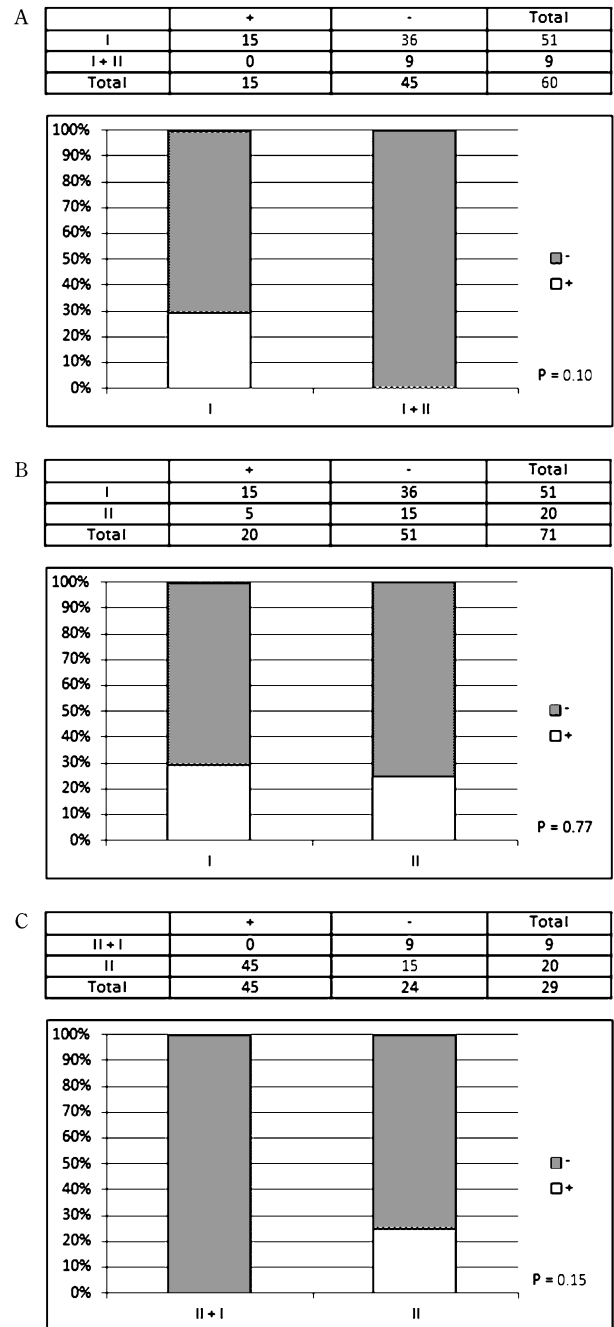 A
+ - Total
I 15 36 51
I + II 0 9 9
Total 15 45 60
100%
90%
80%
70%
60%
50%
40%
30%
20%
10%
0%
-
+
P = 0.10
I I + II
B
+ - Total
I 15 36 51
II 5 15 20
Total 20 51 71
100%
90%
80%
70%
60%
50%
40%
30%
20%
10%
0%
-
+
P = 0.77
I II
C
+ - Total
II + I 0 9 9
II 45 15 20
Total 45 24 29
100%
90%
80%
70%
60%
50%
40%
30%
20%
10%
0%
-
+
P = 0.15
II + I II